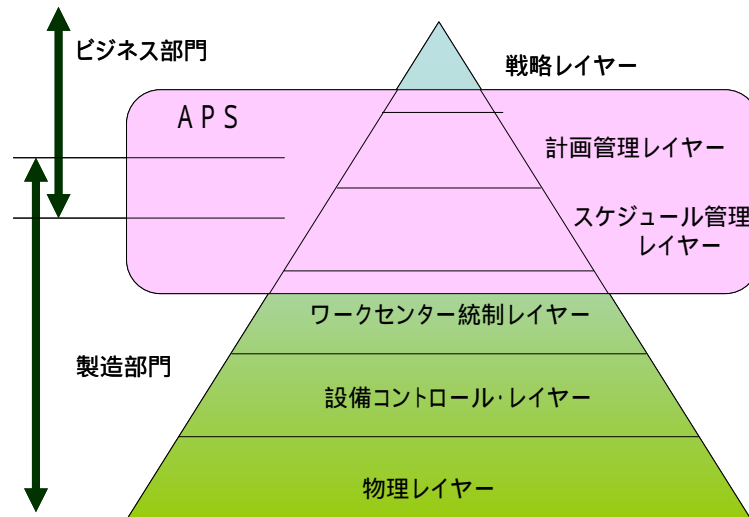 ビジネス部門
戦略レイヤー
ＡＰＳ
計画管理レイヤー
スケジュール管理
レイヤー
ワークセンター統制レイヤー
製造部門
設備コントロール・レイヤー
物理レイヤー